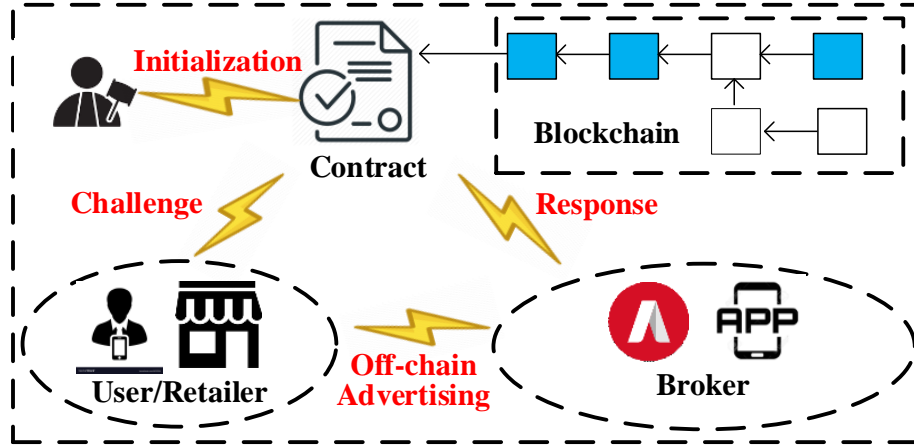 Initialization
Contract
Blockchain
Challenge
Response
User/Retailer
Off-chain
Advertising
APP
Broker